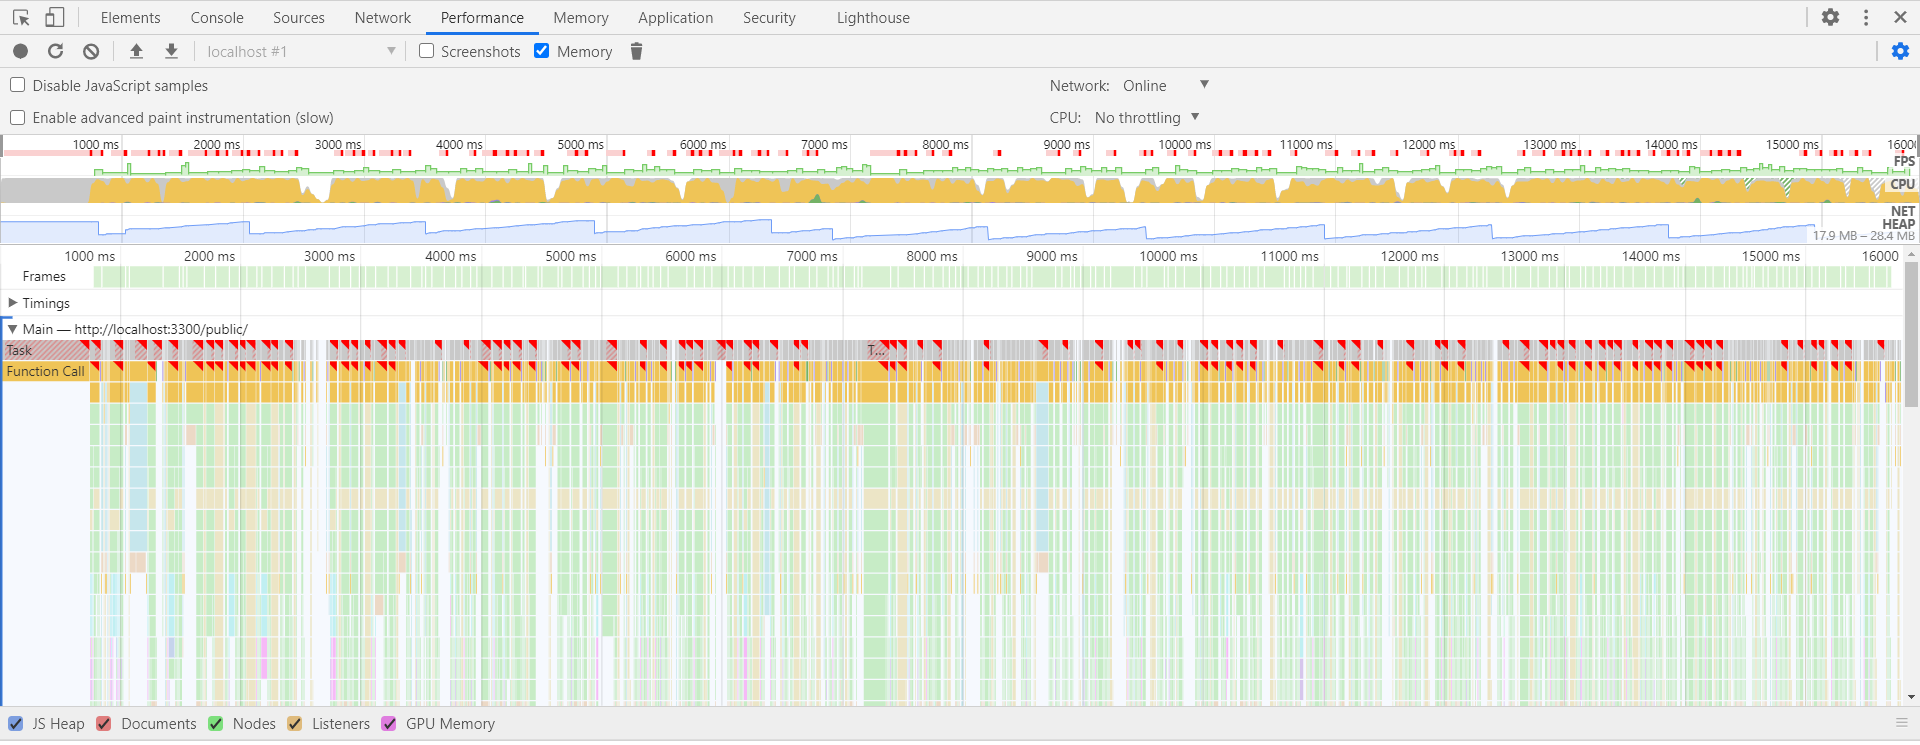 Elements Console Sources Network Performance Memory Application Security Lighthouse
localhost #1 Screenshots Memory
Disable JavaScript samples Network: Online
Enable advanced paint instrumentation (slow) CPU: No throttling
1000 ms 2000 ms 3000 ms 4000 ms 5000 ms 6000 ms 7000 ms 8000 ms 9000 ms 10000 ms 11000 ms 12000 ms 13000 ms 14000 ms 15000 ms 1600
FPS
CPU
NET
HEAP
17.9 MB – 28.4 MB
1000 ms 2000 ms 3000 ms 4000 ms 5000 ms 6000 ms 7000 ms 8000 ms 9000 ms 10000 ms 11000 ms 12000 ms 13000 ms 14000 ms 15000 ms 16000
Frames
Timings
Main — http://localhost:3300/public/
Task T...
Function Call
JS Heap Documents Nodes Listeners GPU Memory